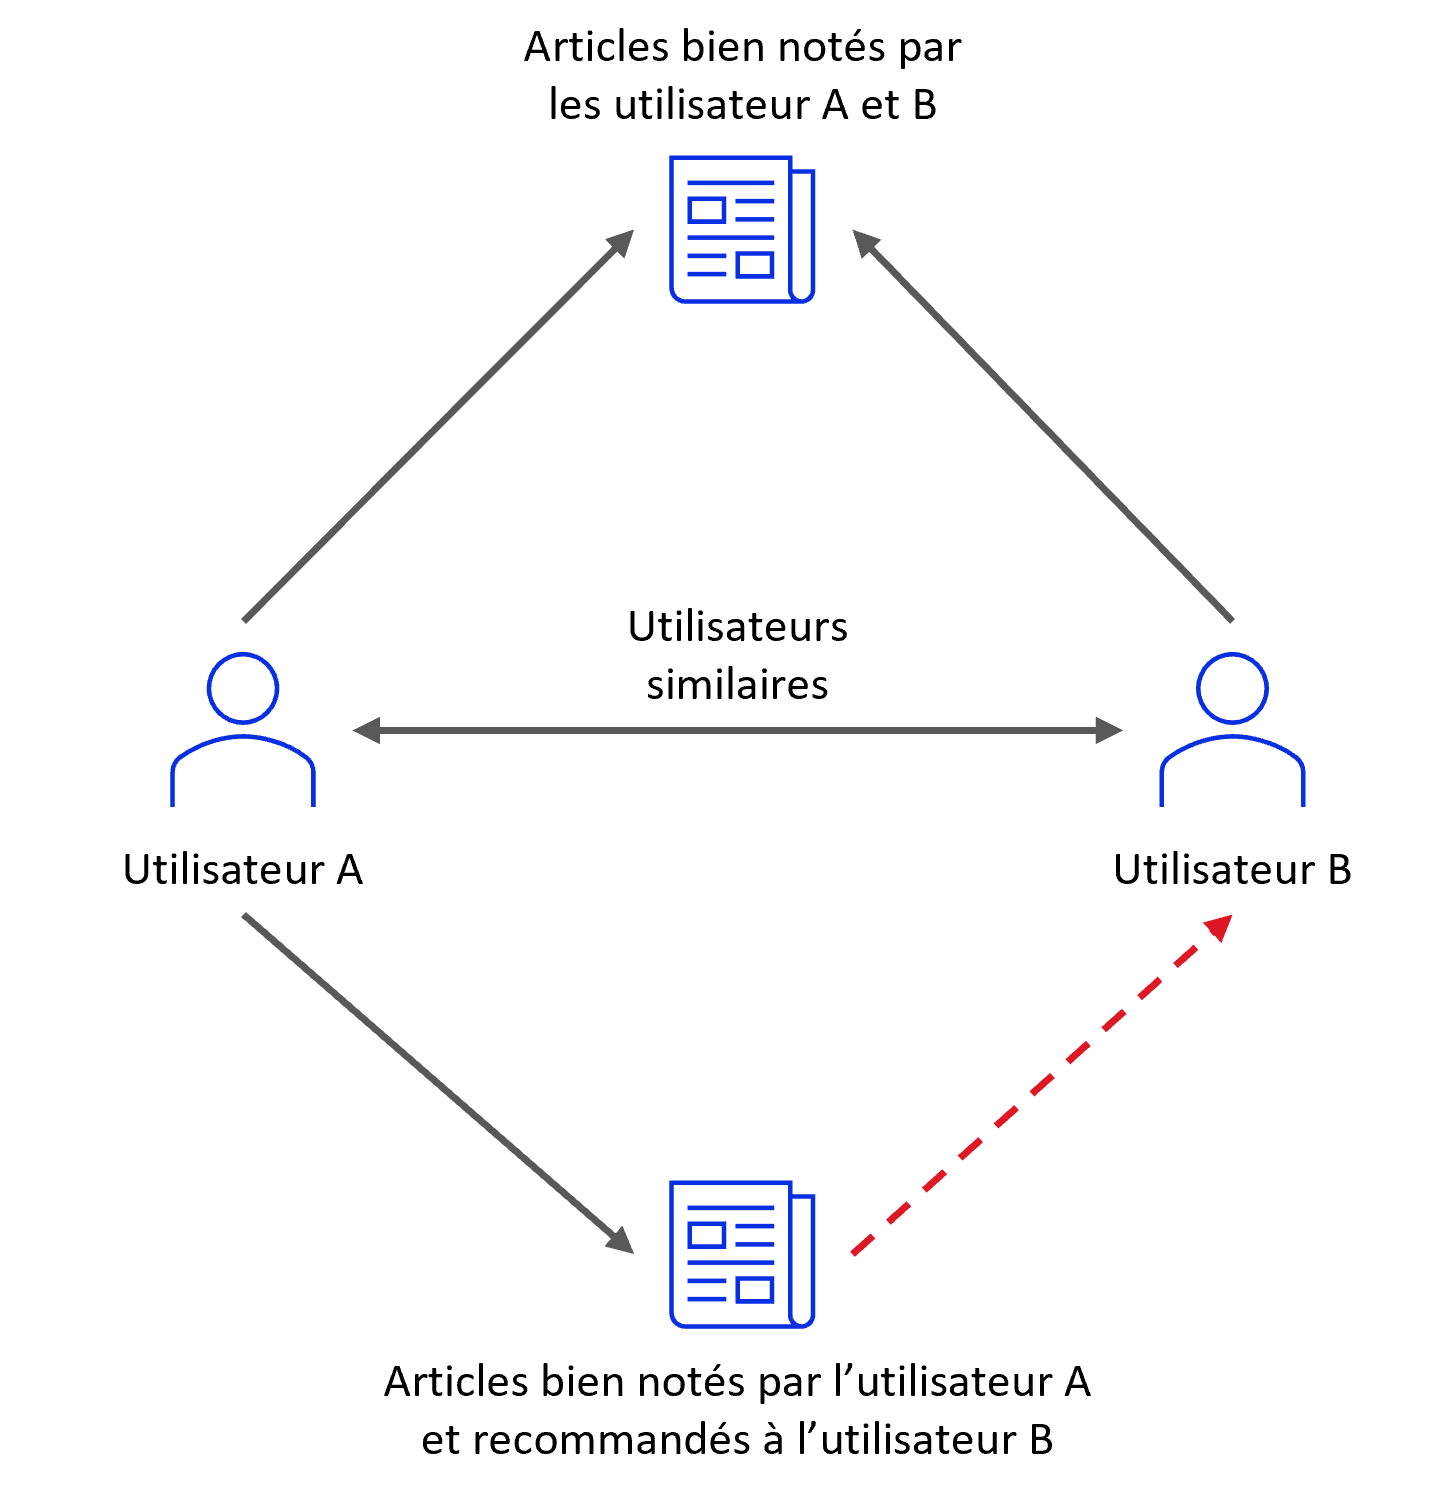 Articles bien notés par
les utilisateur A et B
Utilisateurs
similaires
Utilisateur A
Utilisateur B
Articles bien notés par l’utilisateur A
et recommandés à l’utilisateur B